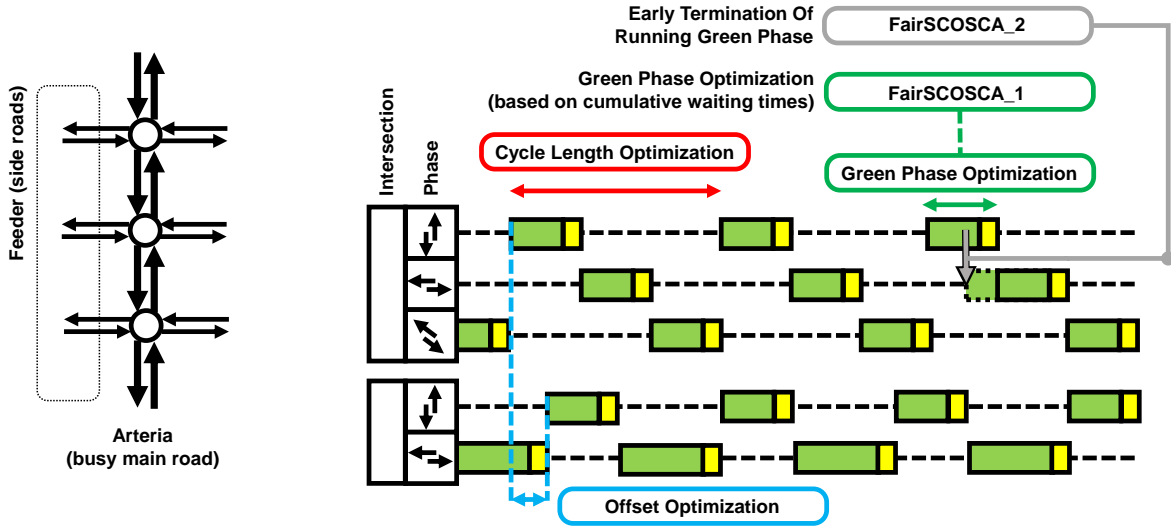 Early Termination Of
Running Green Phase
FairSCOSCA_2
Green Phase Optimization
(based on cumulative waiting times)
FairSCOSCA_1
Cycle Length Optimization
Green Phase Optimization
Intersection
Phase
Feeder (side roads)
Arteria
(busy main road)
Offset Optimization